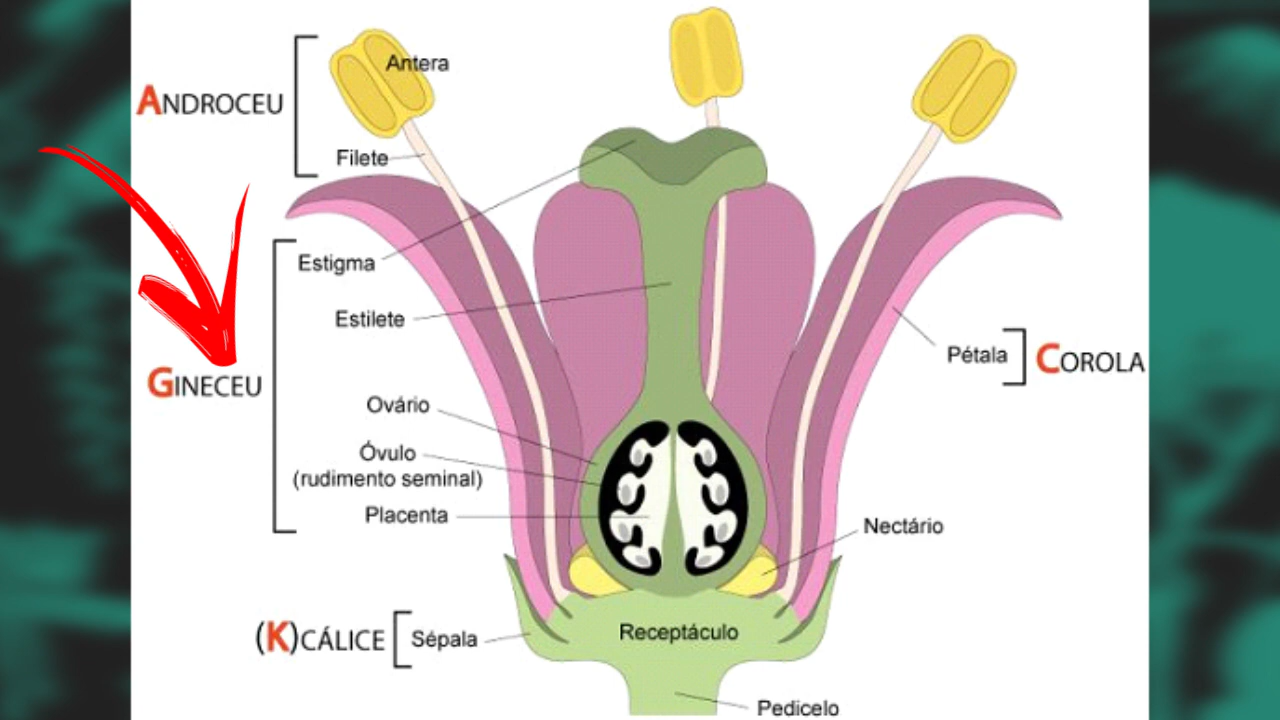 Antera
ANDROCEU
Filete
Estigma
Estilete
Pétala
COROLA
GINECEU
Ovário
Óvulo
(rudimento seminal)
Placenta
Nectário
(K)CÁLICE
Sépala
Receptáculo
Pedicelo